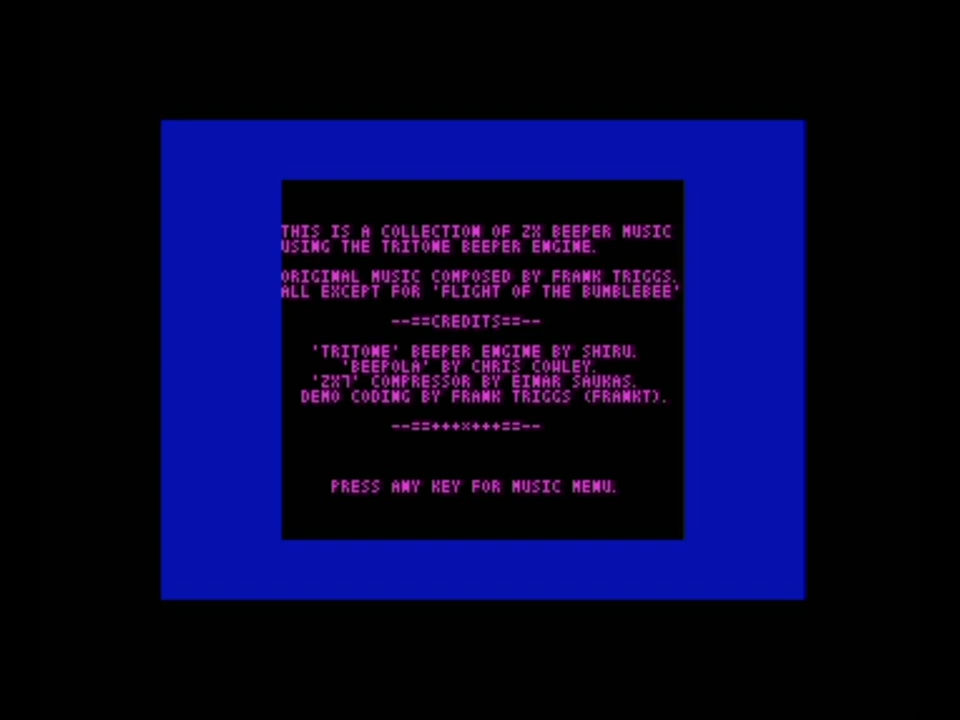 THIS IS A COLLECTION OF ZX BEEPER MUSIC
USING THE TRITONE BEEPER ENGINE.
ORIGINAL MUSIC COMPOSED BY FRANK TRIGGS.
ALL EXCEPT FOR 'FLIGHT OF THE BUMBLEBEE'
--==CREDITS==--
'TRITONE' BEEPER ENGINE BY SHIRU.
'BEEPOLA' BY CHRIS COWLEY.
'ZX7' COMPRESSOR BY EINAR SAUKAS.
DEMO CODING BY FRANK TRIGGS (FRANKT).
--==+++x+++==--
PRESS ANY KEY FOR MUSIC MENU.